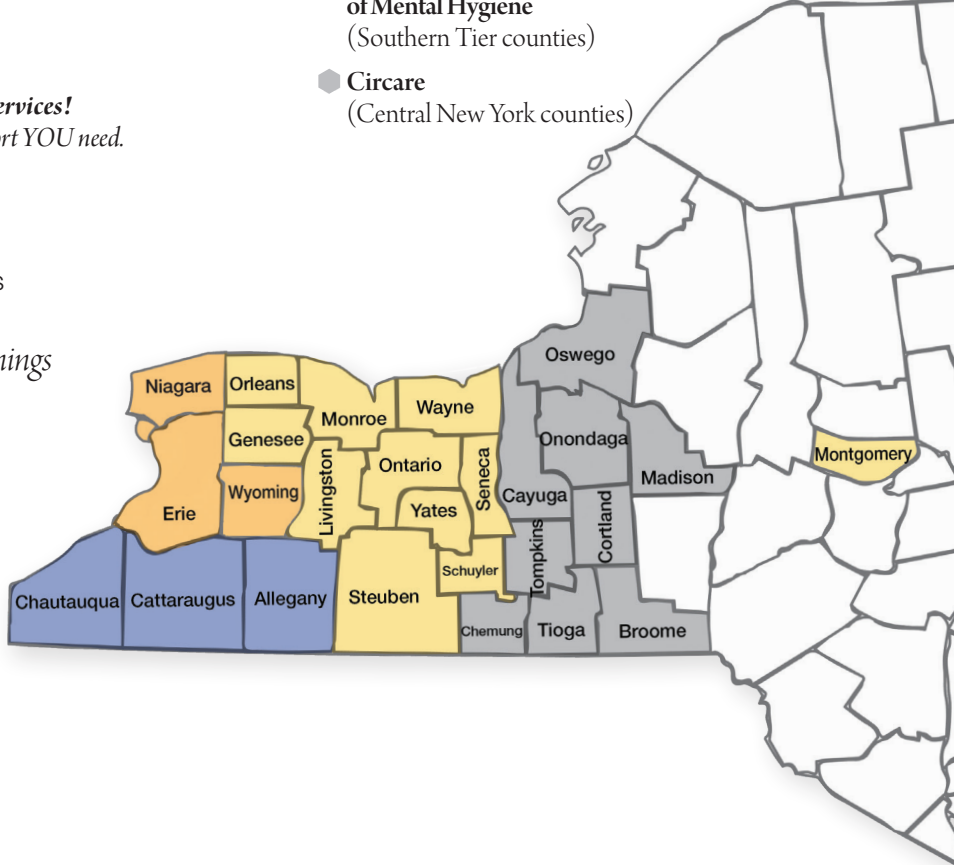 of Mental Hygiene
(Southern Tier counties)
Circare
(Central New York counties)
ervices!
rt YOU need.
s
nings
Oswego
Niagara
Orleans
Monroe
Wayne
Genesee
Onondaga
Montgomery
Livingston
Ontario
Seneca
Madison
Wyoming
Cayuga
Yates
Erie
Cortland
Tompkins
Schuyler
Chautauqua
Cattaraugus
Allegany
Steuben
Chemung
Tioga
Broome